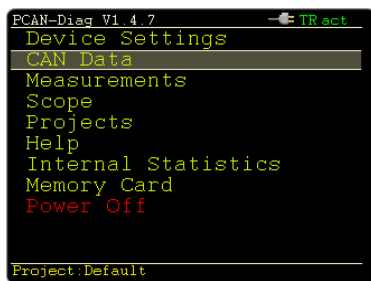 PCAN-Diag V1.4.7 TR act
Device Settings
CAN Data
Measurements
Scope
Projects
Help
Internal Statistics
Memory Card
Power Off
Project:Default